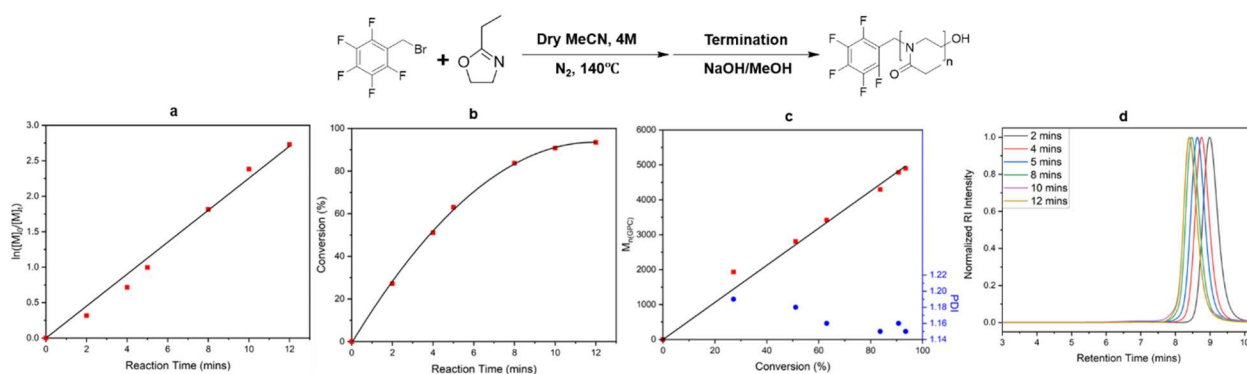 F
F
F
F
F
Br
+
O
N
Dry MeCN, 4M
N₂, 140℃
Termination
NaOH/MeOH
F
F
F
F
F
N
O
OH
n
a
3.0
2.5
2.0
1.5
1.0
0.5
0.0
ln([M]₀/[M]ₜ)
0 2 4 6 8 10 12
Reaction Time (mins)
b
100
80
60
40
20
0
Conversion (%)
0 2 4 6 8 10 12
Reaction Time (mins)
c
6000
5000
4000
3000
2000
1000
0
Mn(GPC)
1.22
1.20
1.18
1.16
1.14
PDI
0 20 40 60 80 100
Conversion (%)
d
2 mins
4 mins
5 mins
8 mins
10 mins
12 mins
1.0
0.8
0.6
0.4
0.2
0.0
Normalized RI Intensity
3 4 5 6 7 8 9 10
Retention Time (mins)